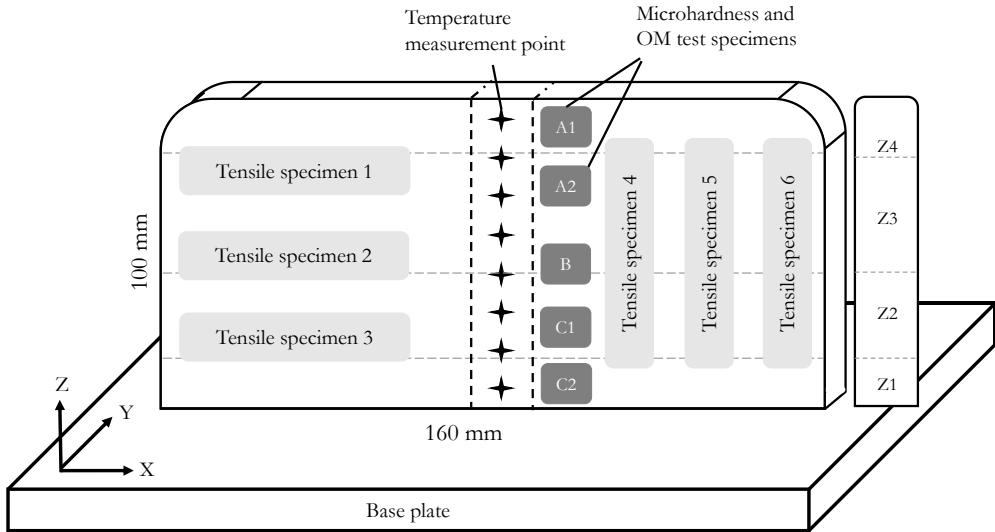 Temperature
measurement point
Microhardness and
OM test specimens
A1
Z4
Tensile specimen 1
A2
Tensile specimen 4
Tensile specimen 5
Tensile specimen 6
Z3
100 mm
Tensile specimen 2
B
Tensile specimen 3
C1
Z2
C2
Z1
Z
Y
X
160 mm
Base plate